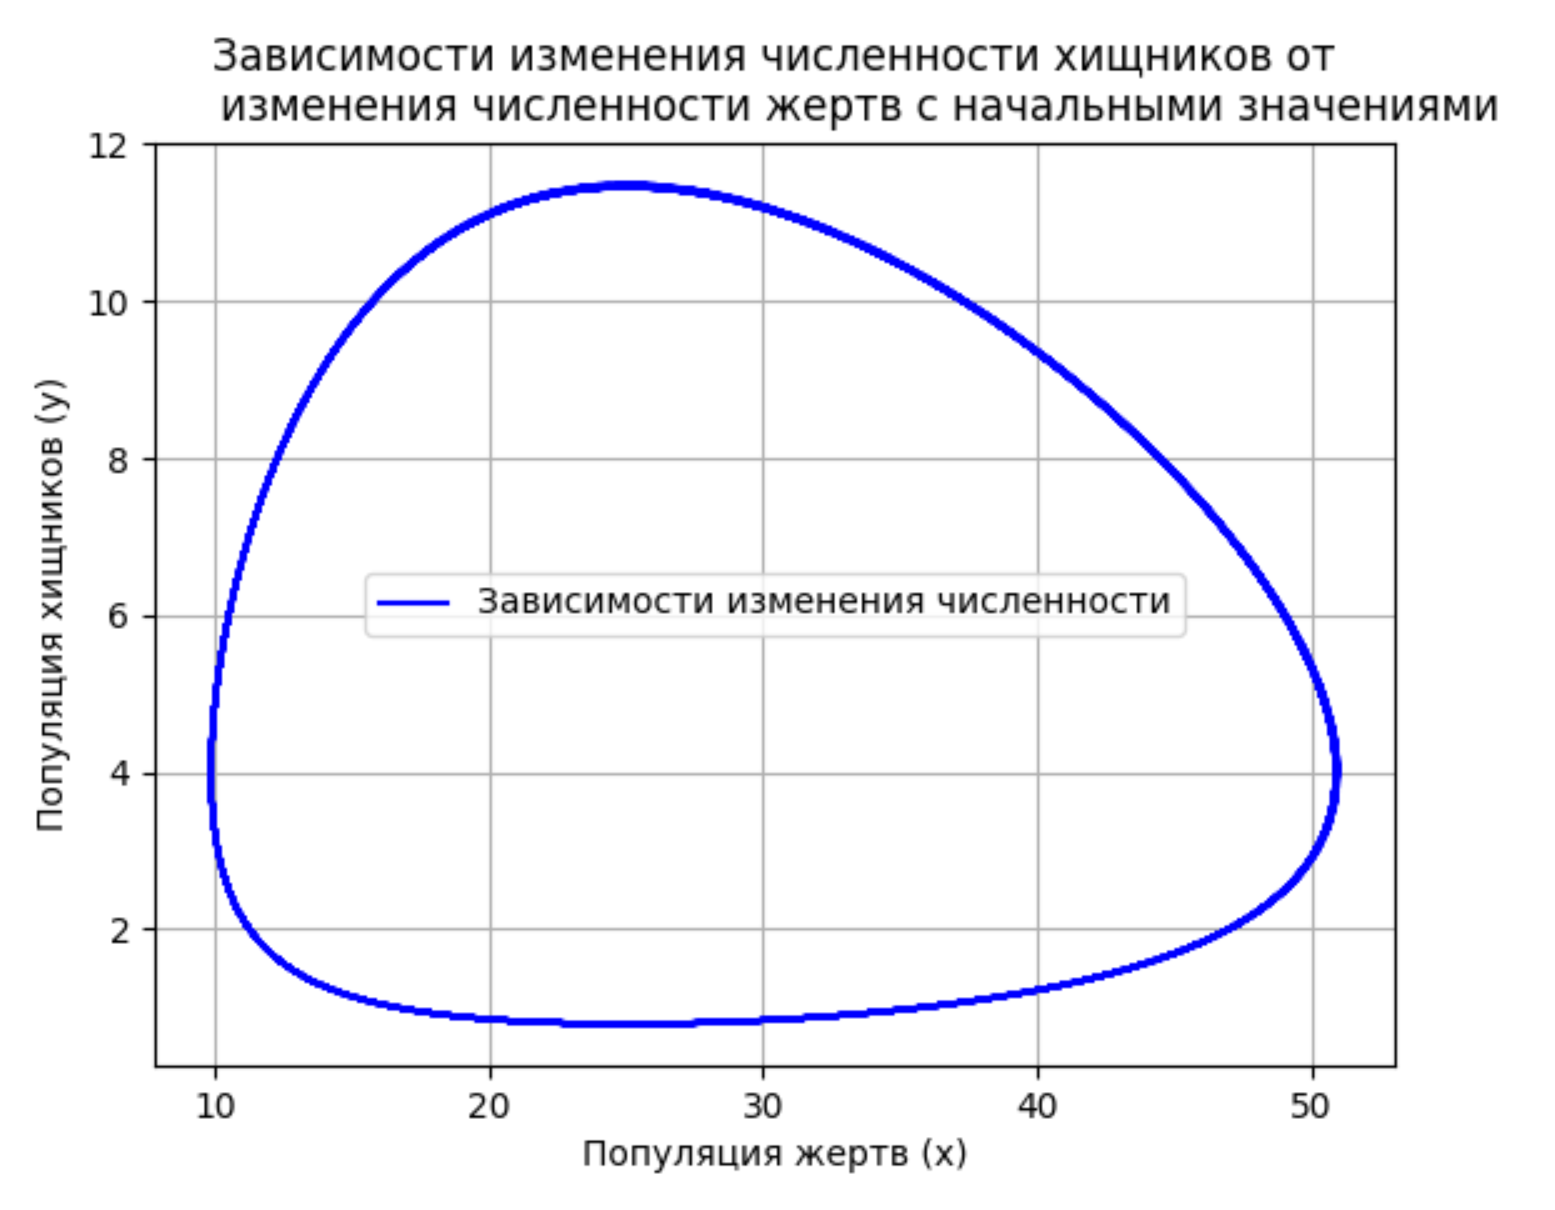 Зависимости изменения численности хищников от
изменения численности жертв с начальными значениями
12
10
8
6
4
2
Популяция хищников (y)
Зависимости изменения численности
10 20 30 40 50
Популяция жертв (x)